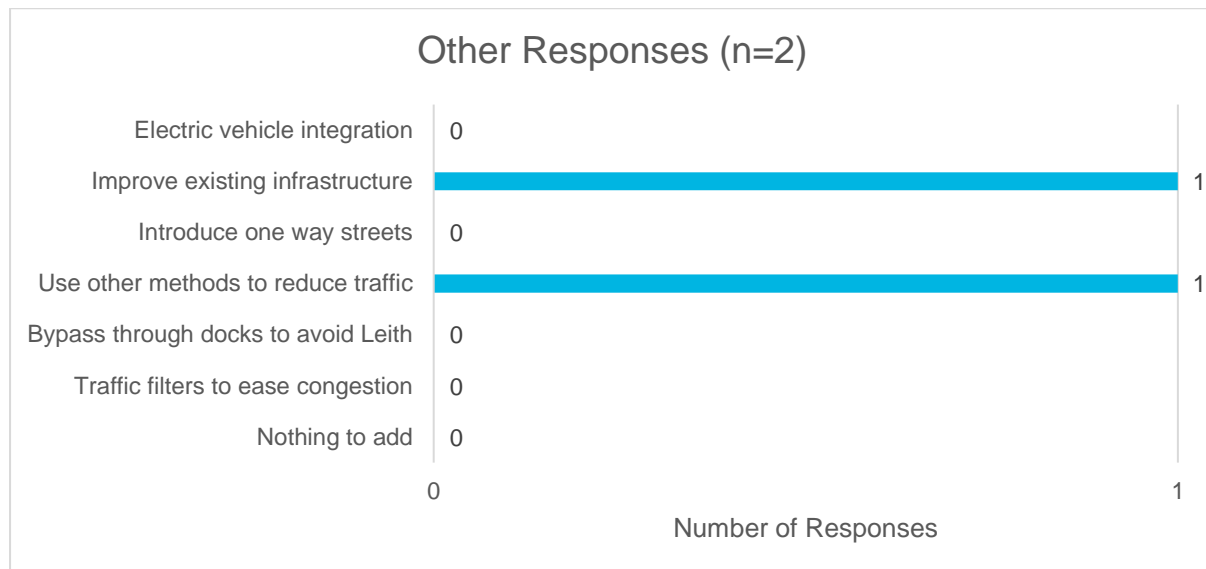 Other Responses (n=2)
Electric vehicle integration 0
Improve existing infrastructure 1
Introduce one way streets 0
Use other methods to reduce traffic 1
Bypass through docks to avoid Leith 0
Traffic filters to ease congestion 0
Nothing to add 0
0 1
Number of Responses